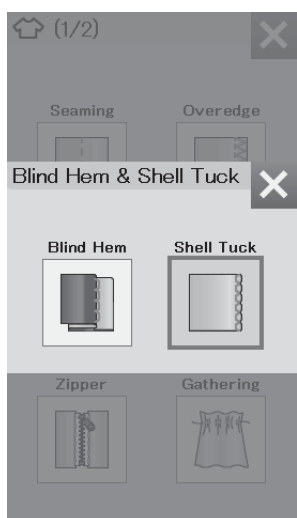 (1/2)
Seaming Overedge
Blind Hem & Shell Tuck
Blind Hem Shell Tuck
Zipper Gathering